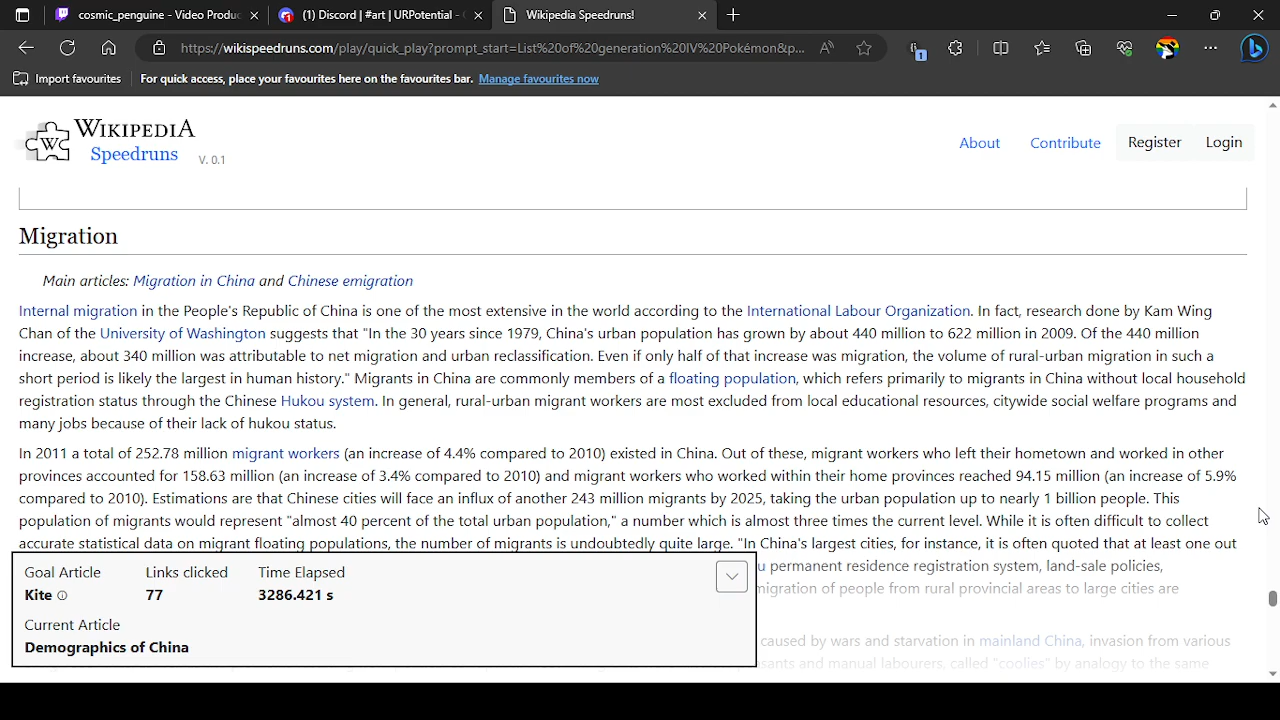 cosmic_penguine - Video Produc
(1) Discord | #art | URPotential -
Wikipedia Speedruns!
https://wikispeedruns.com/play/quick_play?prompt_start=List%20of%20generation%20IV%20Pokémon&p...
1
Import favourites
For quick access, place your favourites here on the favourites bar. Manage favourites now
WIKIPEDIA
Speedruns
V. 0.1
About
Contribute
Register
Login
Migration
Main articles: Migration in China and Chinese emigration
Internal migration in the People's Republic of China is one of the most extensive in the world according to the International Labour Organization. In fact, research done by Kam Wing
Chan of the University of Washington suggests that "In the 30 years since 1979, China's urban population has grown by about 440 million to 622 million in 2009. Of the 440 million
increase, about 340 million was attributable to net migration and urban reclassification. Even if only half of that increase was migration, the volume of rural-urban migration in such a
short period is likely the largest in human history." Migrants in China are commonly members of a floating population, which refers primarily to migrants in China without local household
registration status through the Chinese Hukou system. In general, rural-urban migrant workers are most excluded from local educational resources, citywide social welfare programs and
many jobs because of their lack of hukou status.
In 2011 a total of 252.78 million migrant workers (an increase of 4.4% compared to 2010) existed in China. Out of these, migrant workers who left their hometown and worked in other
provinces accounted for 158.63 million (an increase of 3.4% compared to 2010) and migrant workers who worked within their home provinces reached 94.15 million (an increase of 5.9%
compared to 2010). Estimations are that Chinese cities will face an influx of another 243 million migrants by 2025, taking the urban population up to nearly 1 billion people. This
population of migrants would represent "almost 40 percent of the total urban population," a number which is almost three times the current level. While it is often difficult to collect
accurate statistical data on migrant floating populations, the number of migrants is undoubtedly quite large. "In China's largest cities, for instance, it is often quoted that at least one out
u permanent residence registration system, land-sale policies,
migration of people from rural provincial areas to large cities are
caused by wars and starvation in mainland China, invasion from various
asants and manual labourers, called "coolies" by analogy to the same
Goal Article
Links clicked
Time Elapsed
Kite
77
3286.421 s
Current Article
Demographics of China